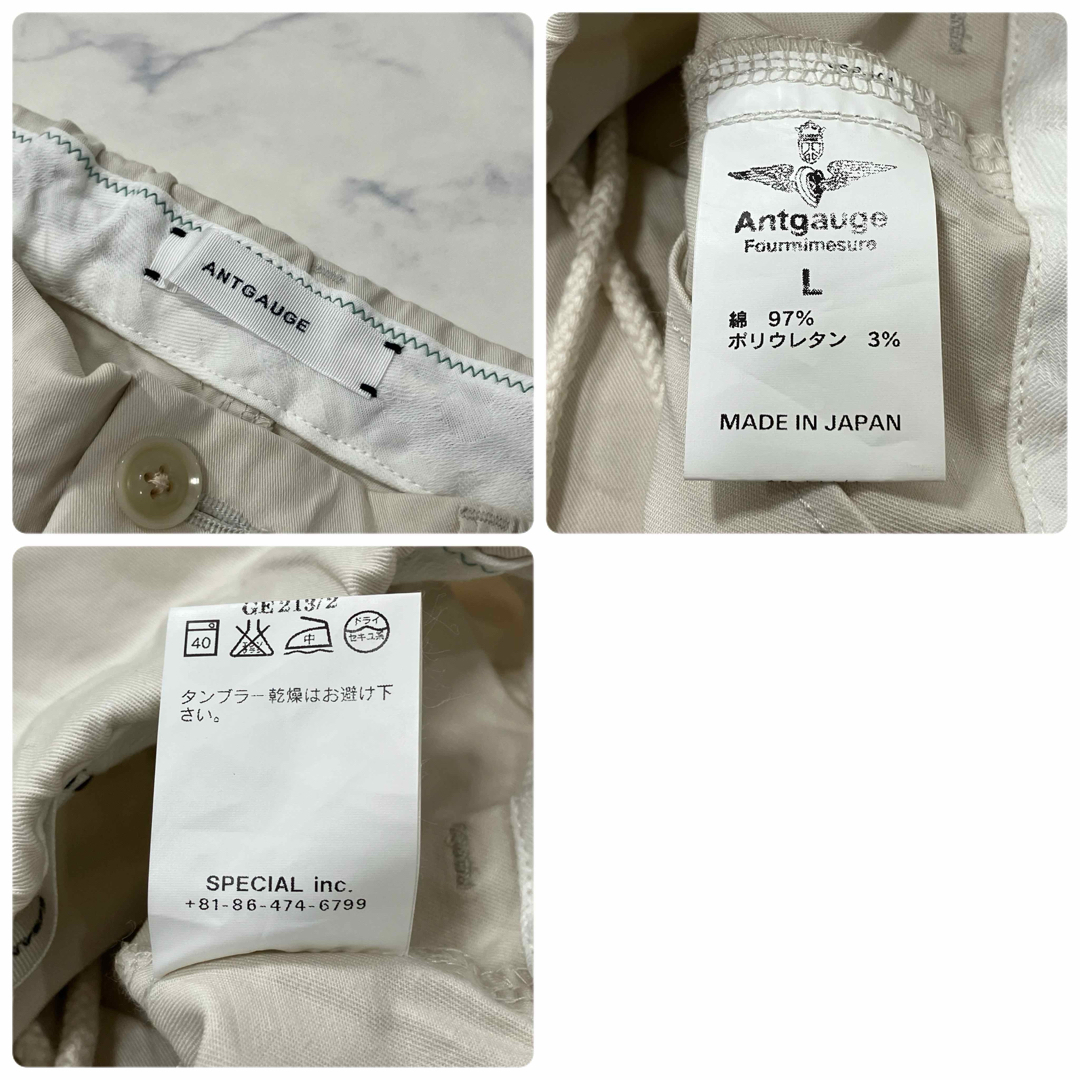 ANTGAUGE
Antgauge
Fourmimesure
L
綿 97%
ポリウレタン 3%
MADE IN JAPAN
GE213/2
40
中
ドライ
セキユ系
タンブラー乾燥はお避け下
さい。
SPECIAL inc.
+81-86-474-6799